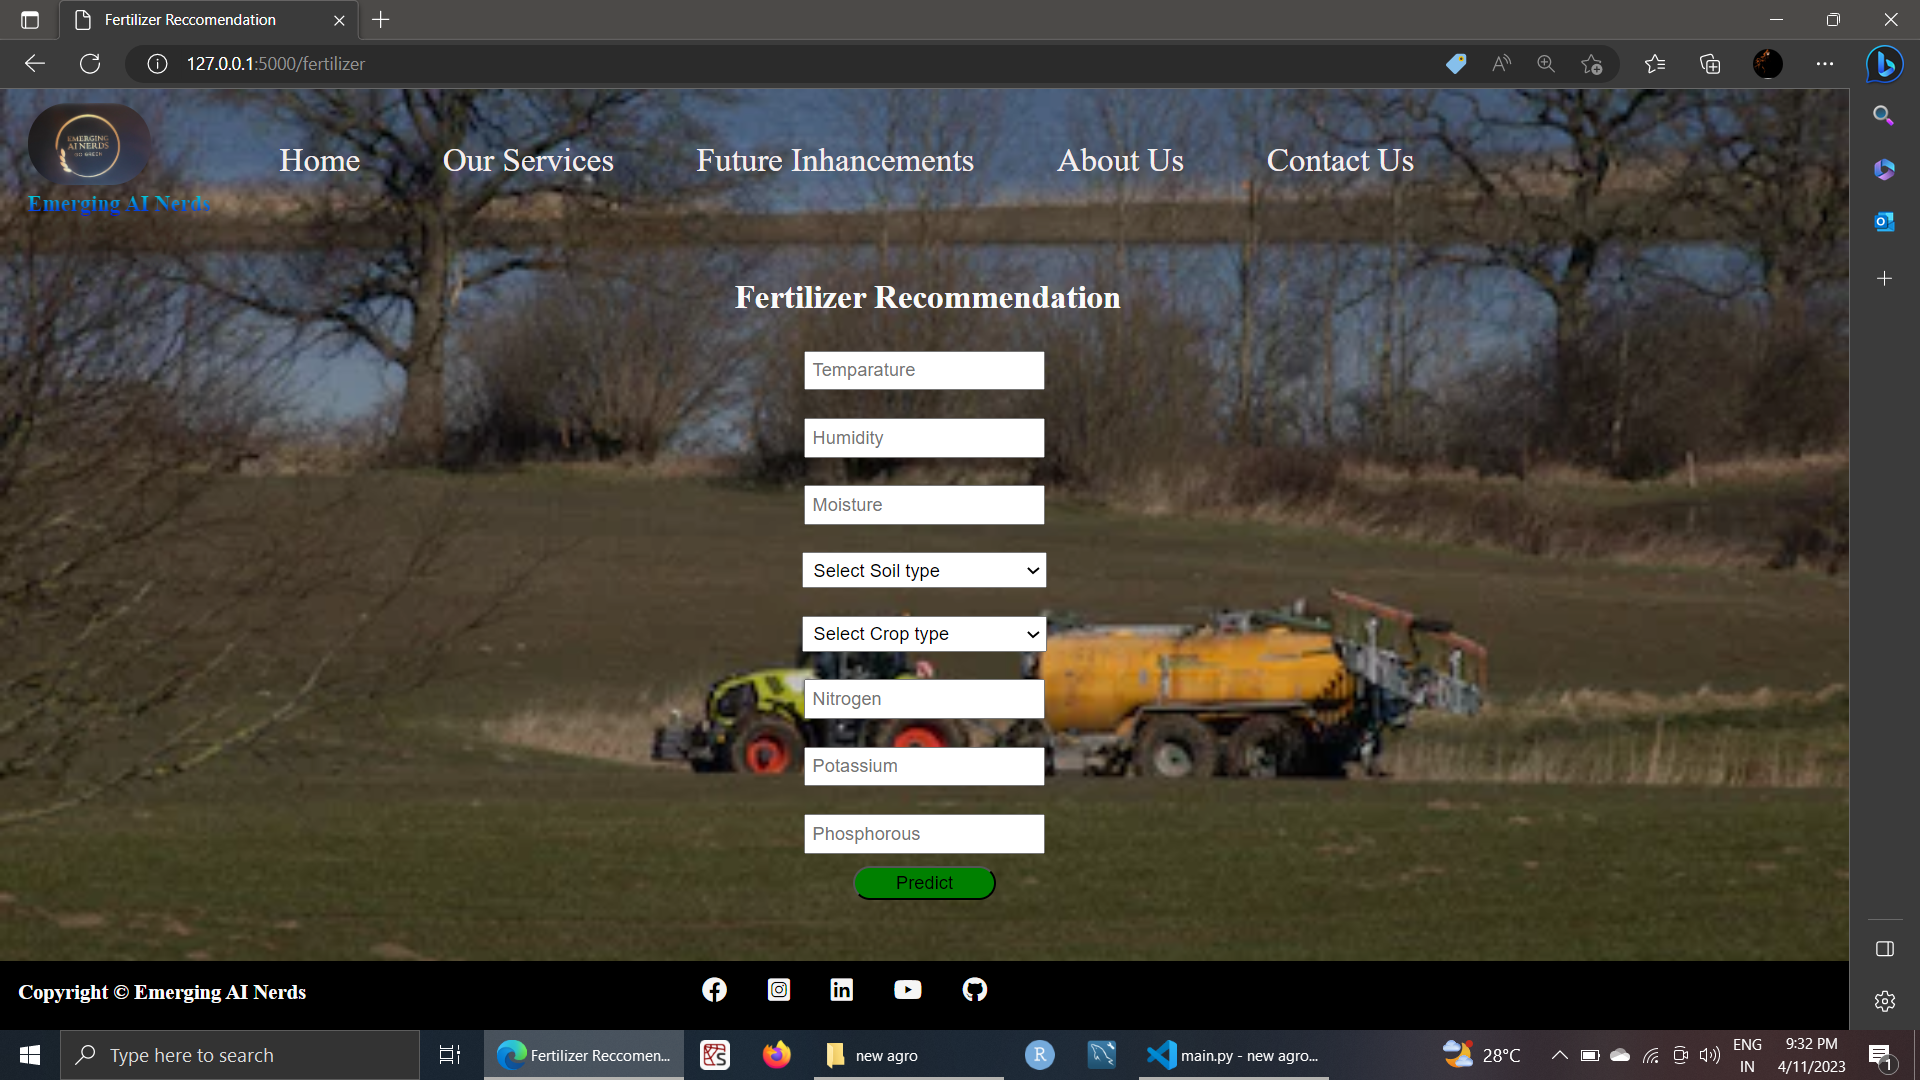 Fertilizer Reccomendation
127.0.0.1:5000/fertilizer
EMERGING
AI NERDS
GO GREEN
Emerging AI Nerds
Home
Our Services
Future Inhancements
About Us
Contact Us
Fertilizer Recommendation
Temparature
Humidity
Moisture
Select Soil type
Select Crop type
Nitrogen
Potassium
Phosphorous
Predict
Copyright © Emerging AI Nerds
Type here to search
Fertilizer Reccomen...
new agro
main.py - new agro...
28°C
ENG
IN
9:32 PM
4/11/2023
1